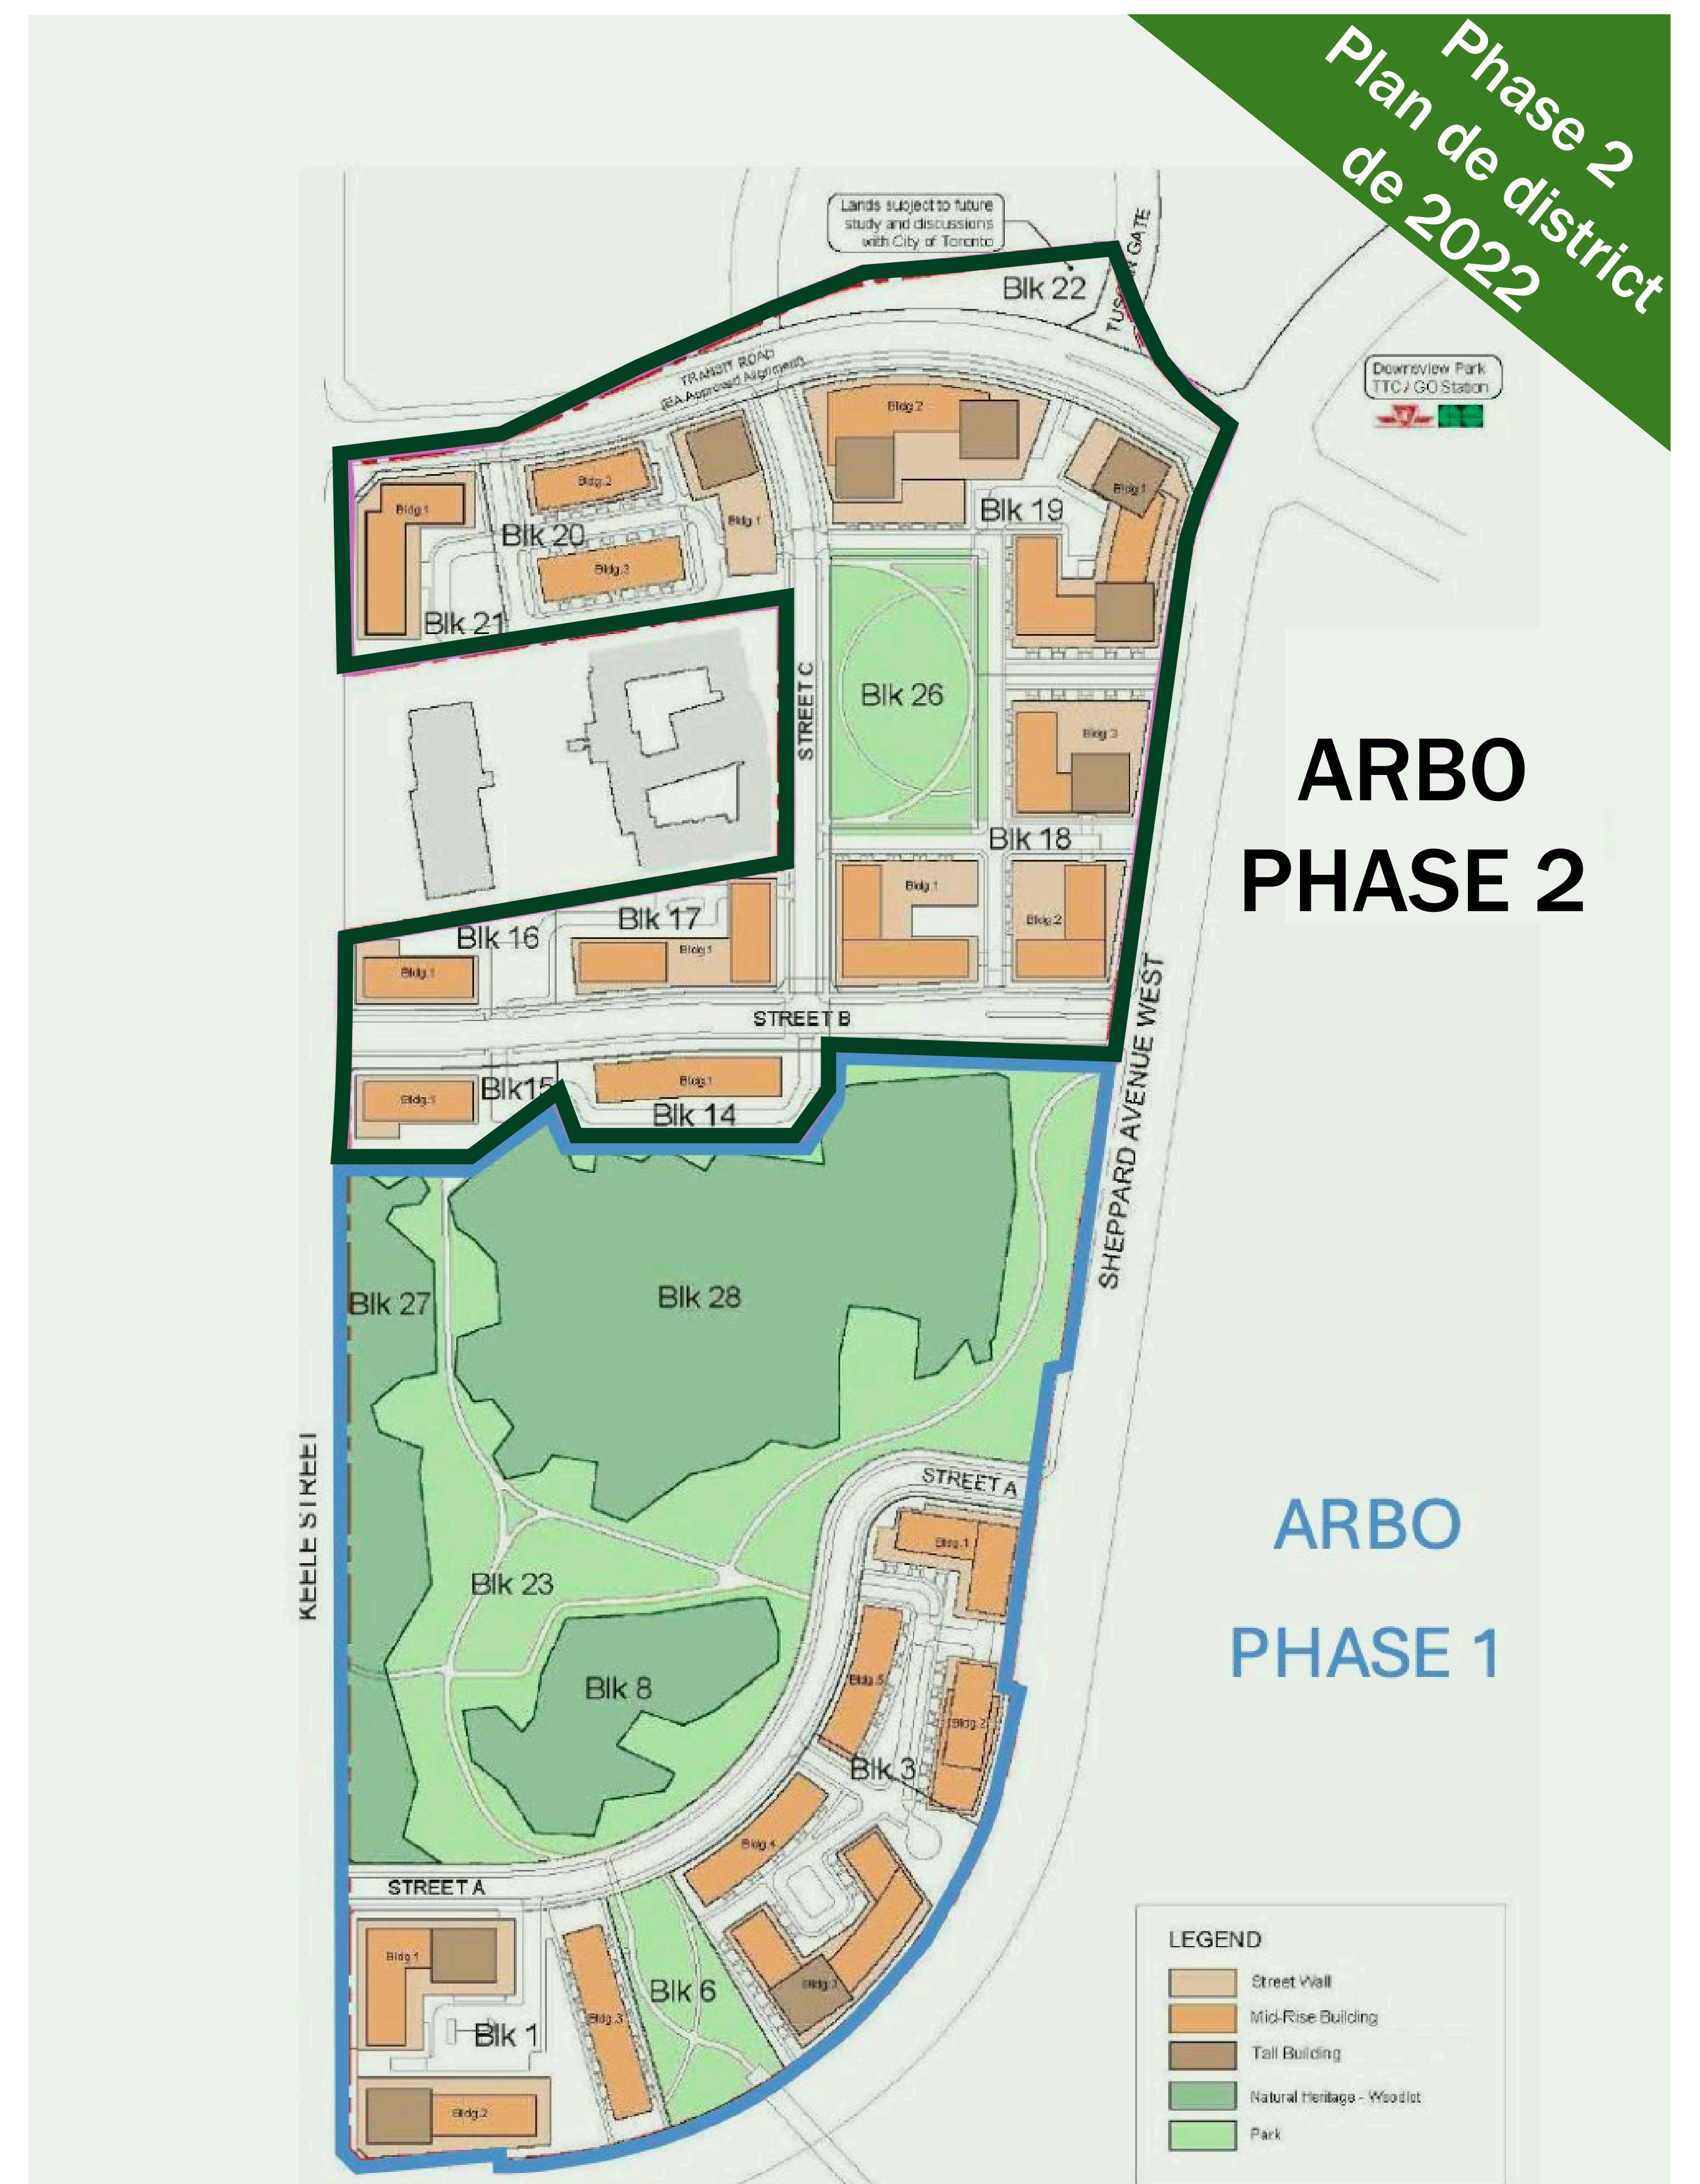 Phase 2
Plan de district
de 2022
Lands subject to future
study and discussions
with City of Toronto
Blk 22
TRANSIT ROAD
(EA Approved Alignment)
Downsview Park
TTC / GO Station
Bldg.2
Bldg.1
Blk 19
Bldg.1
Bldg.2
Bldg.1
Blk 20
Bldg.3
Blk 21
STREET C
Blk 26
Bldg.3
ARBO
PHASE 2
Blk 18
Bldg.1
Bldg.2
Blk 17
Blk 16
Bldg.1
Bldg.1
STREET B
SHEPPARD AVENUE WEST
Bldg.1
Blk15
Bldg.1
Blk 14
Blk 27
Blk 28
KEELE STREET
STREET A
ARBO
Bldg.1
Blk 23
PHASE 1
Blk 8
Bldg.5
Bldg.2
Blk 3
Bldg.4
STREET A
Bldg.1
Blk 6
Bldg.3
Bldg.3
Blk 1
Bldg.2
LEGEND
Street Wall
Mid-Rise Building
Tall Building
Natural Heritage - Woodlot
Park